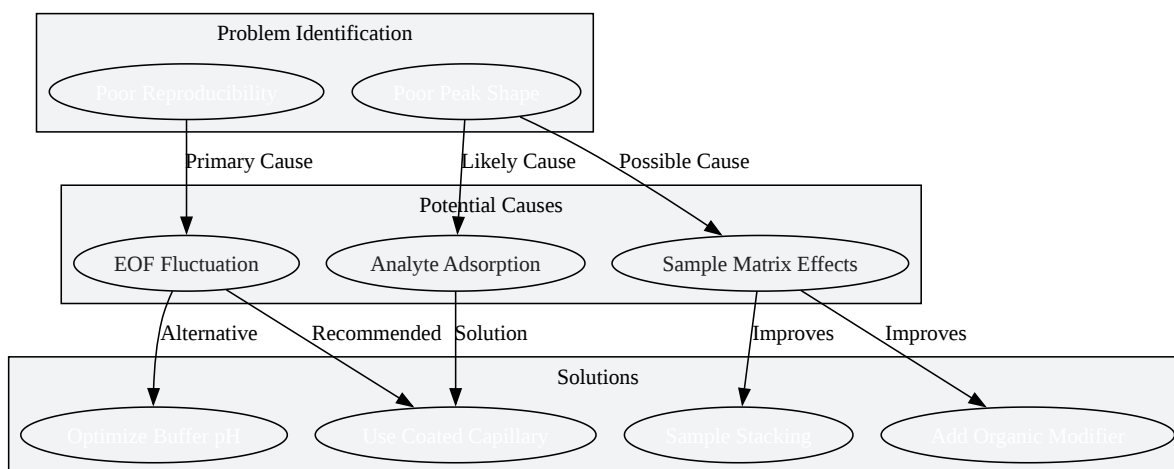 Problem Identification
Poor Reproducibility
Poor Peak Shape
Primary Cause
Likely Cause
Possible Cause
Potential Causes
EOF Fluctuation
Analyte Adsorption
Sample Matrix Effects
Alternative
Recommended
Solution
Improves
Improves
Solutions
Optimize Buffer pH
Use Coated Capillary
Sample Stacking
Add Organic Modifier